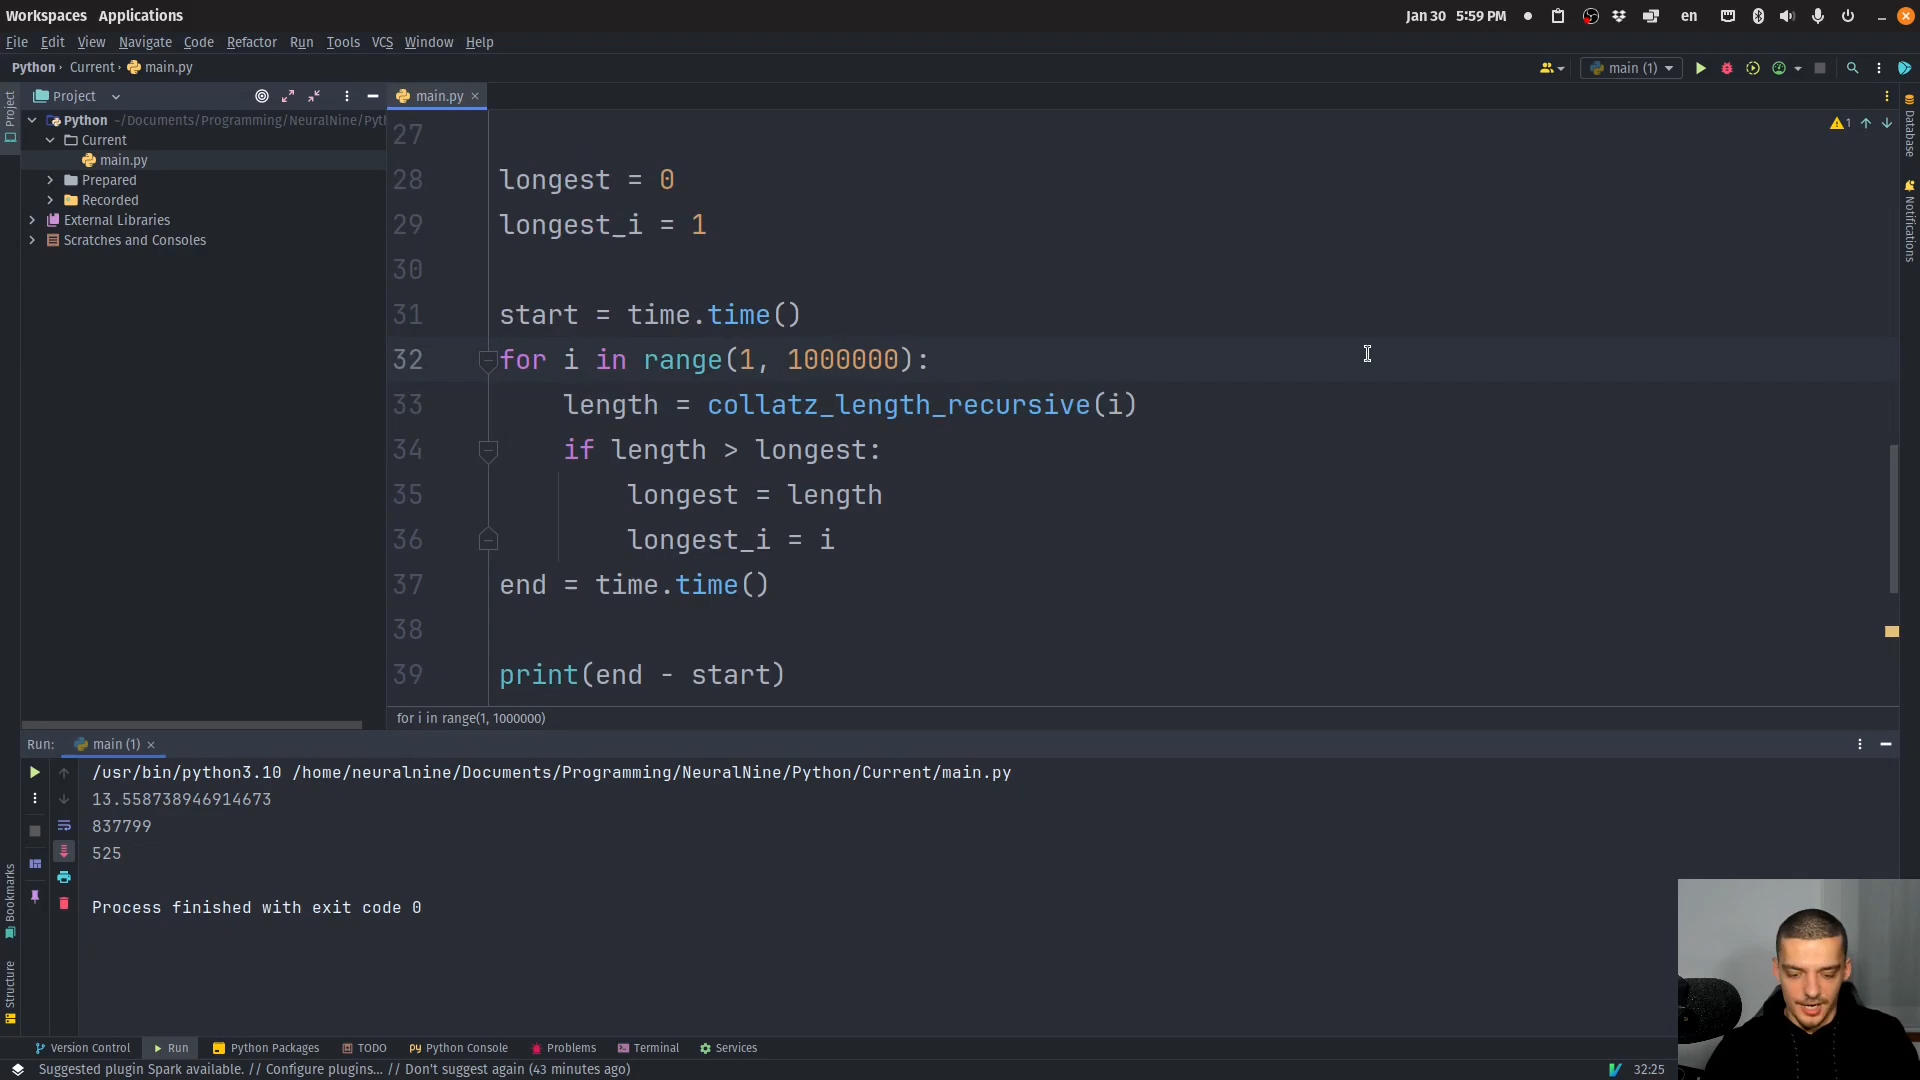 Workspaces Applications
Jan 30 5:59 PM
en
File Edit View Navigate Code Refactor Run Tools VCS Window Help
Python Current main.py
main (1)
Project
Project
main.py
Python ~/Documents/Programming/NeuralNine/Pyth
Current
main.py
Prepared
Recorded
External Libraries
Scratches and Consoles
1
Database
Notifications
27
28 longest = 0
29 longest_i = 1
30
31 start = time.time()
32 for i in range(1, 1000000):
33 length = collatz_length_recursive(i)
34 if length > longest:
35 longest = length
36 longest_i = i
37 end = time.time()
38
39 print(end - start)
for i in range(1, 1000000)
Run: main (1)
/usr/bin/python3.10 /home/neuralnine/Documents/Programming/NeuralNine/Python/Current/main.py
13.558738946914673
837799
525
Process finished with exit code 0
Bookmarks
Structure
Version Control Run Python Packages TODO Python Console Problems Terminal Services
Suggested plugin Spark available. // Configure plugins... // Don't suggest again (43 minutes ago)
32:25